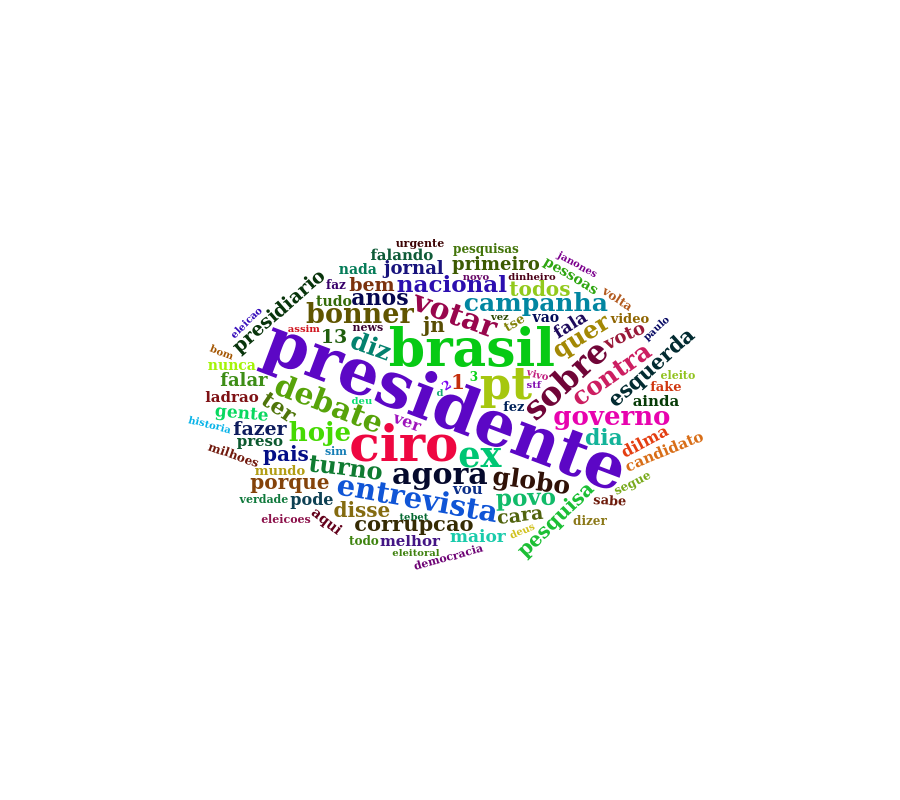 urgente
pesquisas
falando
janones
nada
jornal
primeiro
pessoas
presidiario
faz
bem
nacional
novo
dinheiro
todos
volta
tudo
anos
campanha
eleicao
bonner
votar
vez
vao
video
assim
news
jn
tse
fala
paulo
13
diz
brasil
quer
voto
bom
presidente
contra
esquerda
nunca
falar
debate
2
1
3
pt
vivo
stf
sobre
eleito
fake
ladrao
ter
deu
d
fez
ainda
gente
ver
governo
historia
fazer
hoje
ciro
dia
dilma
preso
sim
ex
candidato
milhoes
pais
turno
agora
globo
mundo
porque
entrevista
vou
povo
segue
verdade
pode
disse
cara
pesquisa
sabe
eleicoes
aqui
corrupcao
tebet
deus
dizer
todo
melhor
maior
eleitoral
democracia